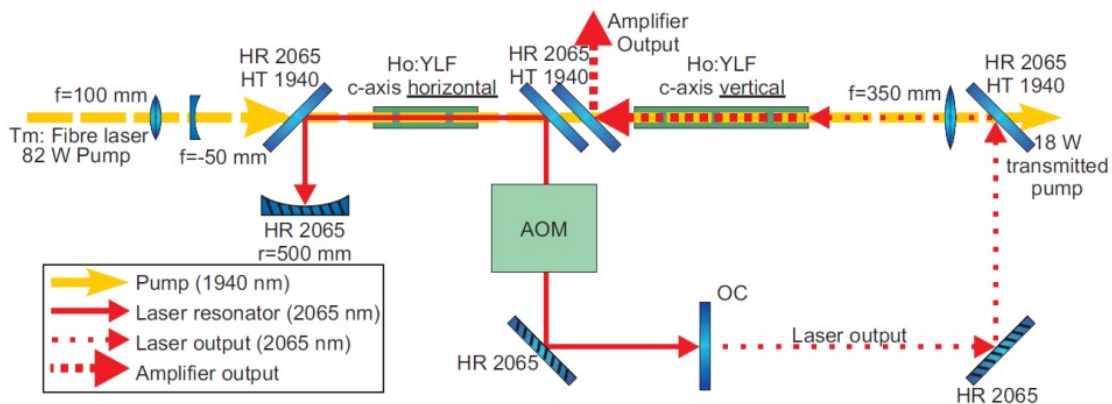 Amplifier
Output
HR 2065
HT 1940
HR 2065
HT 1940
Ho:YLF
c-axis horizontal
Ho:YLF
c-axis vertical
HR 2065
HT 1940
f=100 mm
f=350 mm
Tm: Fibre laser
82 W Pump
f=-50 mm
18 W
transmitted
pump
HR 2065
r=500 mm
AOM
Pump (1940 nm)
Laser resonator (2065 nm)
Laser output (2065 nm)
Amplifier output
OC
HR 2065
Laser output
HR 2065